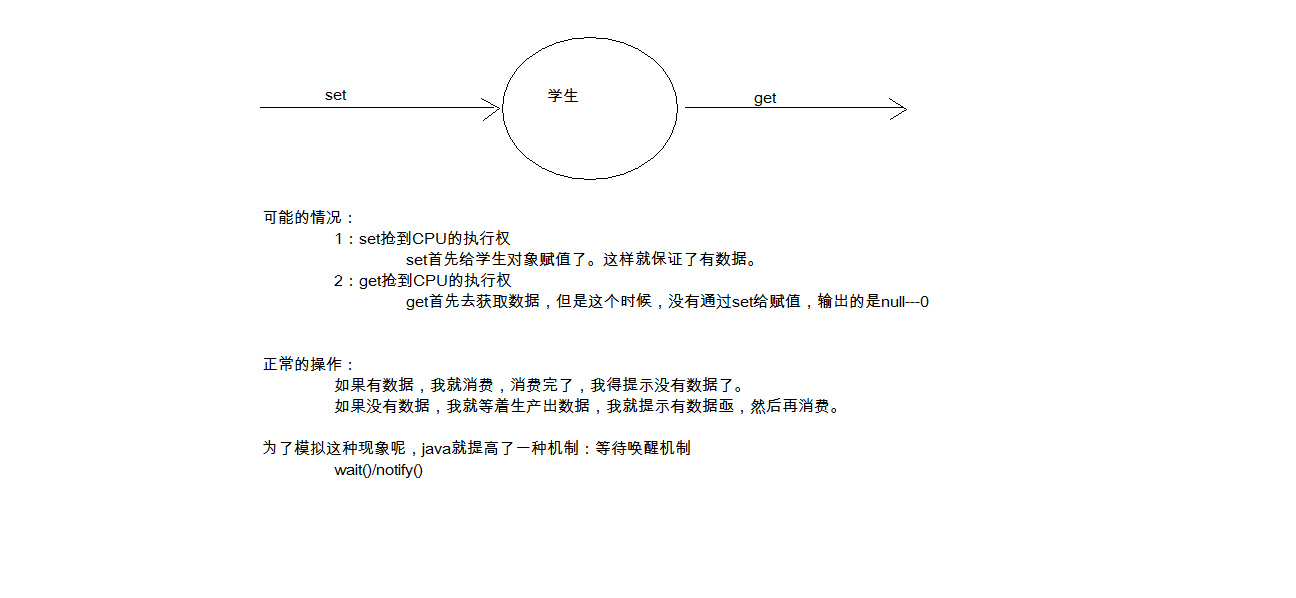 set
学生
get
可能的情况：
1：set抢到CPU的执行权
set首先给学生对象赋值了。这样就保证了有数据。
2：get抢到CPU的执行权
get首先去获取数据，但是这个时候，没有通过set给赋值，输出的是null---0
正常的操作：
如果有数据，我就消费，消费完了，我得提示没有数据了。
如果没有数据，我就等着生产出数据，我就提示有数据亟，然后再消费。
为了模拟这种现象呢，java就提高了一种机制：等待唤醒机制
wait()/notify()